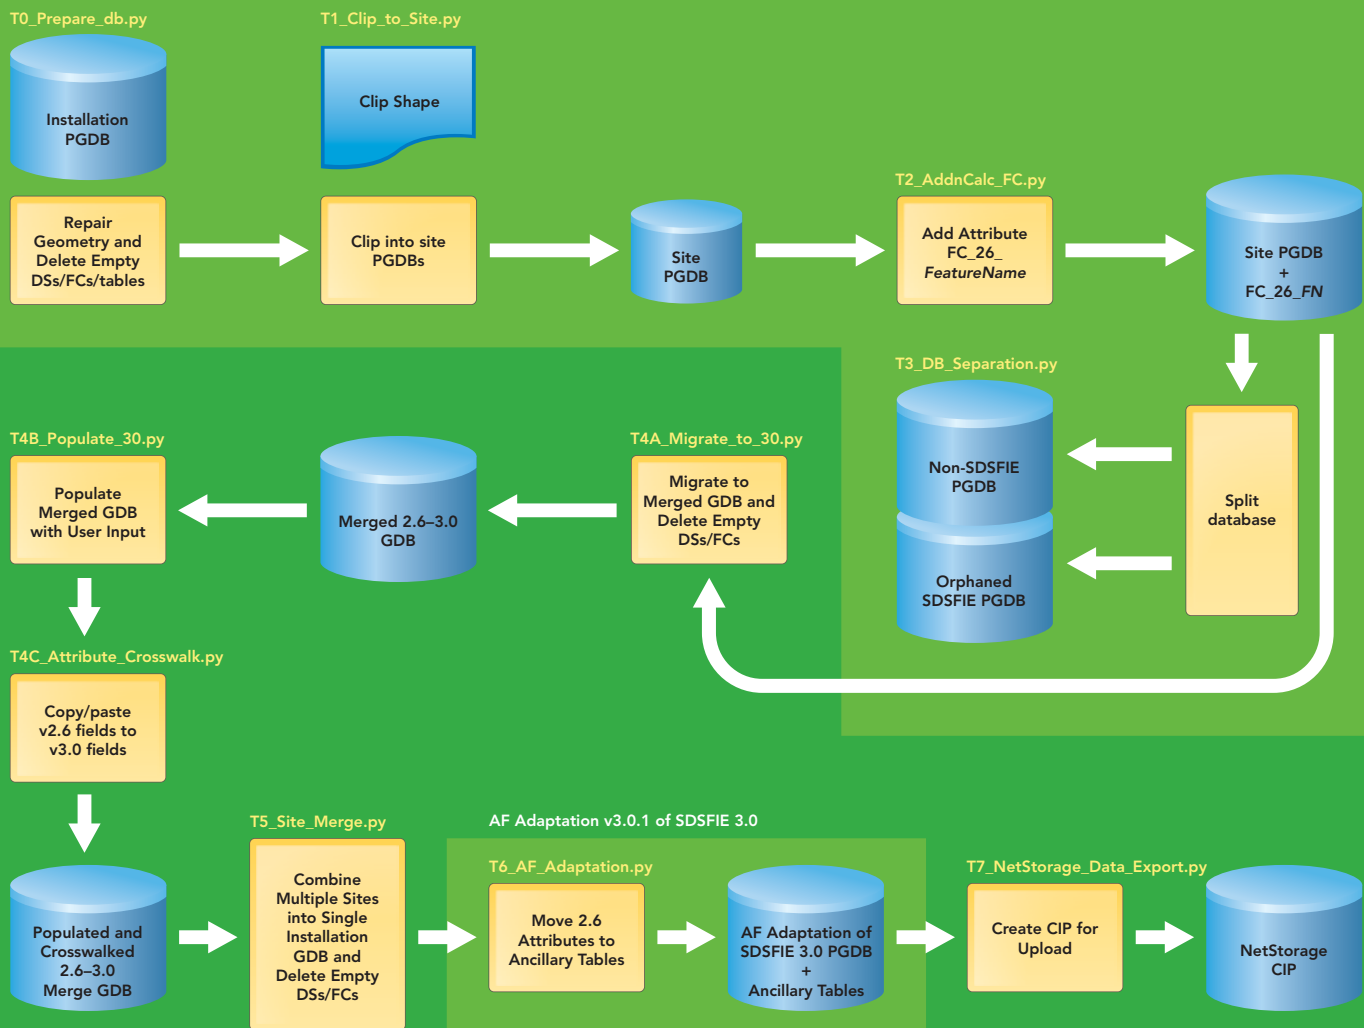 T0_Prepare_db.py
Installation
PGDB
Repair
Geometry and
Delete Empty
DSs/FCs/tables
T1_Clip_to_Site.py
Clip Shape
Clip into site
PGDBs
Site
PGDB
T2_AddnCalc_FC.py
Add Attribute
FC_26_
FeatureName
Site PGDB
+
FC_26_FN
T3_DB_Separation.py
Non-SDSFIE
PGDB
Orphaned
SDSFIE PGDB
Split
database
T4A_Migrate_to_30.py
Migrate to
Merged GDB and
Delete Empty
DSs/FCs
Merged 2.6–3.0
GDB
T4B_Populate_30.py
Populate
Merged GDB
with User Input
T4C_Attribute_Crosswalk.py
Copy/paste
v2.6 fields to
v3.0 fields
Populated and
Crosswalked
2.6–3.0
Merge GDB
T5_Site_Merge.py
Combine
Multiple Sites
into Single
Installation
GDB and
Delete Empty
DSs/FCs
AF Adaptation v3.0.1 of SDSFIE 3.0
T6_AF_Adaptation.py
Move 2.6
Attributes to
Ancillary Tables
AF Adaptation of
SDSFIE 3.0 PGDB
+
Ancillary Tables
T7_NetStorage_Data_Export.py
Create CIP for
Upload
NetStorage
CIP